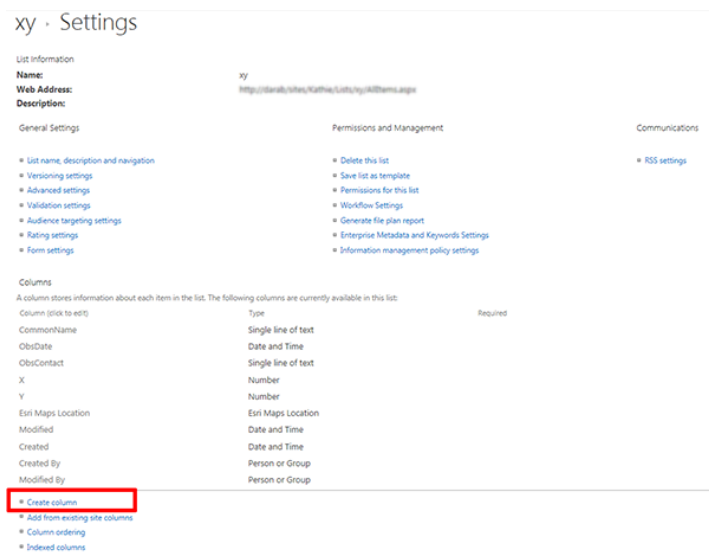 xy › Settings
List Information
Name: xy
Web Address:
Description:
General Settings
Permissions and Management
Communications
List name, description and navigation
Versioning settings
Advanced settings
Validation settings
Audience targeting settings
Rating settings
Form settings
Delete this list
Save list as template
Permissions for this list
Workflow Settings
Generate file plan report
Enterprise Metadata and Keywords Settings
Information management policy settings
RSS settings
Columns
A column stores information about each item in the list. The following columns are currently available in this list:
Column (click to edit) Type Required
CommonName Single line of text
ObsDate Date and Time
ObsContact Single line of text
X Number
Y Number
Esri Maps Location Esri Maps Location
Modified Date and Time
Created Date and Time
Created By Person or Group
Modified By Person or Group
Create column
Add from existing site columns
Column ordering
Indexed columns